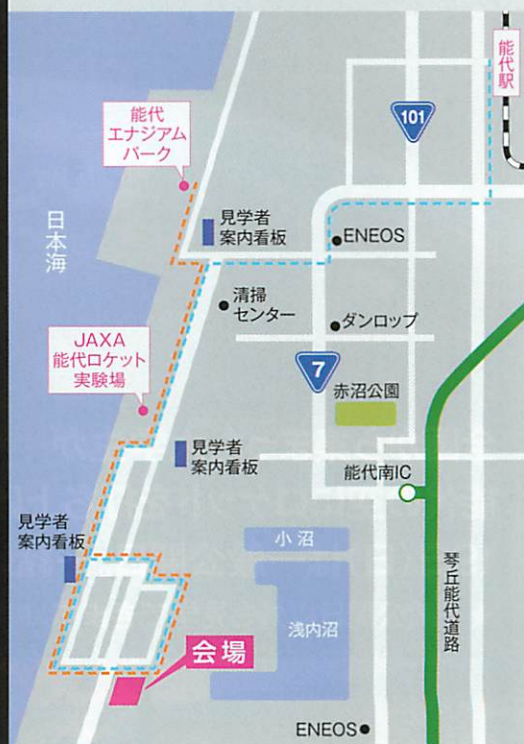 能代駅
101
能代
エナジアム
パーク
見学者
案内看板
ENEOS
日本海
清掃
センター
ダンロップ
JAXA
能代ロケット
実験場
7
赤沼公園
見学者
案内看板
能代南IC
見学者
案内看板
小沼
琴丘能代道路
浅内沼
会場
ENEOS